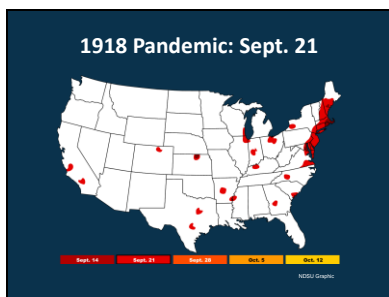 1918 Pandemic: Sept. 21
Sept. 14 Sept. 21 Sept. 28 Oct. 5 Oct. 12
NDSU Graphic